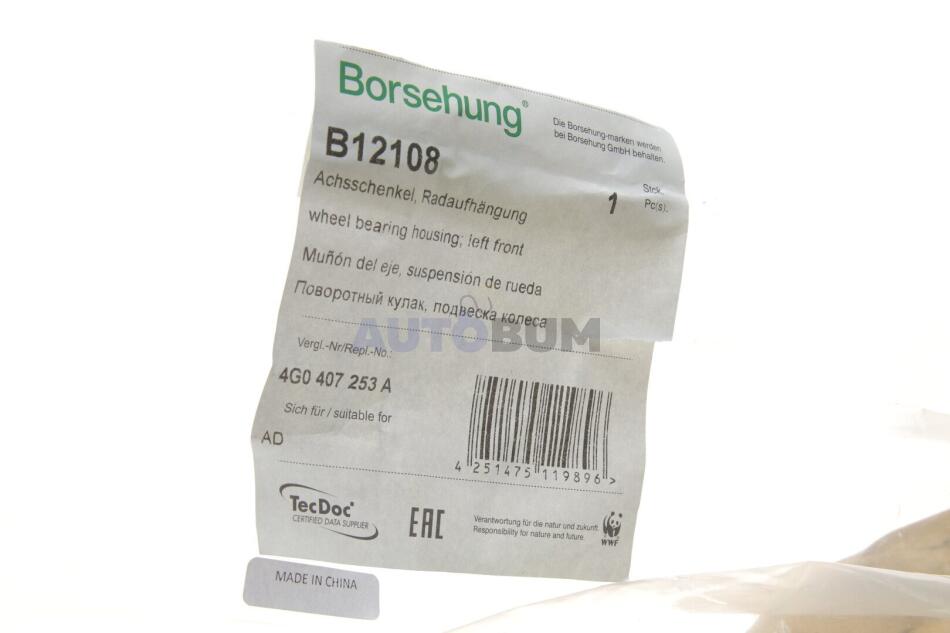 Borsehung®
Die Borsehung-marken werden
bei Borsehung GmbH behalten.
B12108
Achsschenkel, Radaufhängung
1 Stck.
Pc(s).
wheel bearing housing; left front
Muñón del eje, suspensión de rueda
Поворотный кулак, подвеска колеса
AUTOBUM
Vergl.-Nr/Repl.-No.:
4G0 407 253 A
Sich für / suitable for
AD
4 251475 119896 >
TecDoc®
CERTIFIED DATA SUPPLIER
EAC
Verantwortung für die natur und zukunft.
Responsibility for nature and future.
WWF
MADE IN CHINA